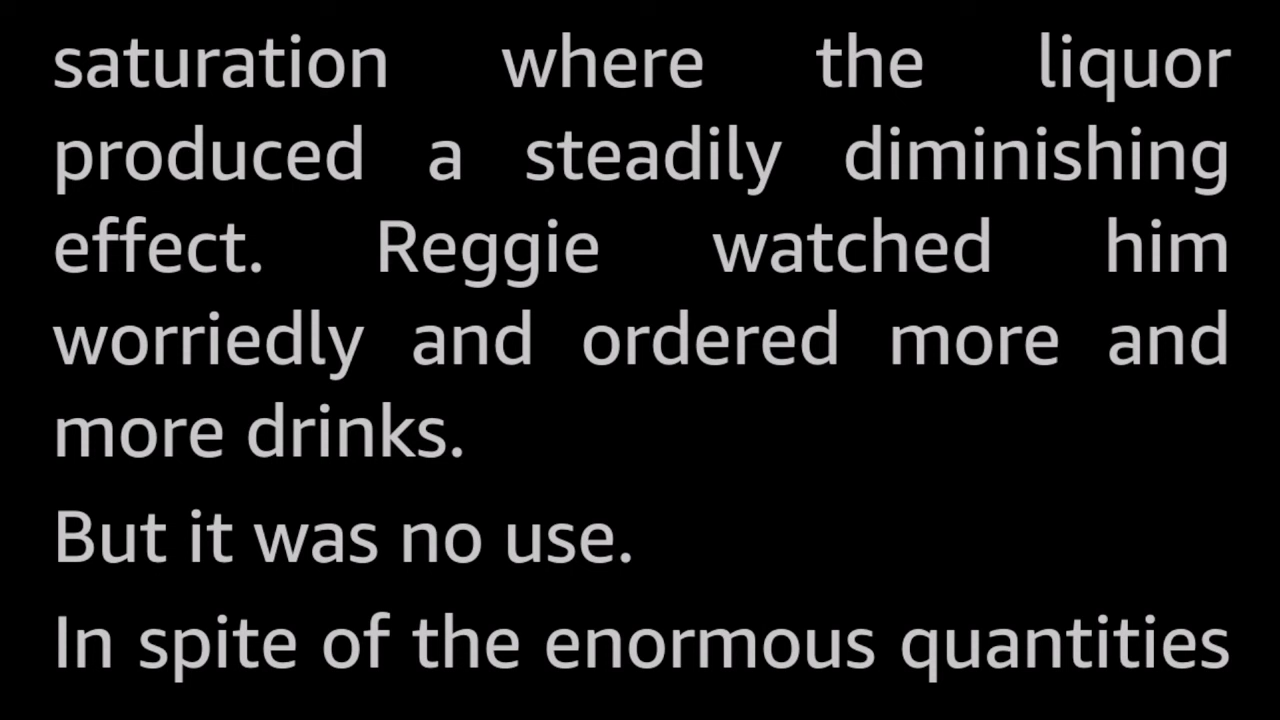 saturation where the liquor
produced a steadily diminishing
effect. Reggie watched him
worriedly and ordered more and
more drinks.
But it was no use.
In spite of the enormous quantities